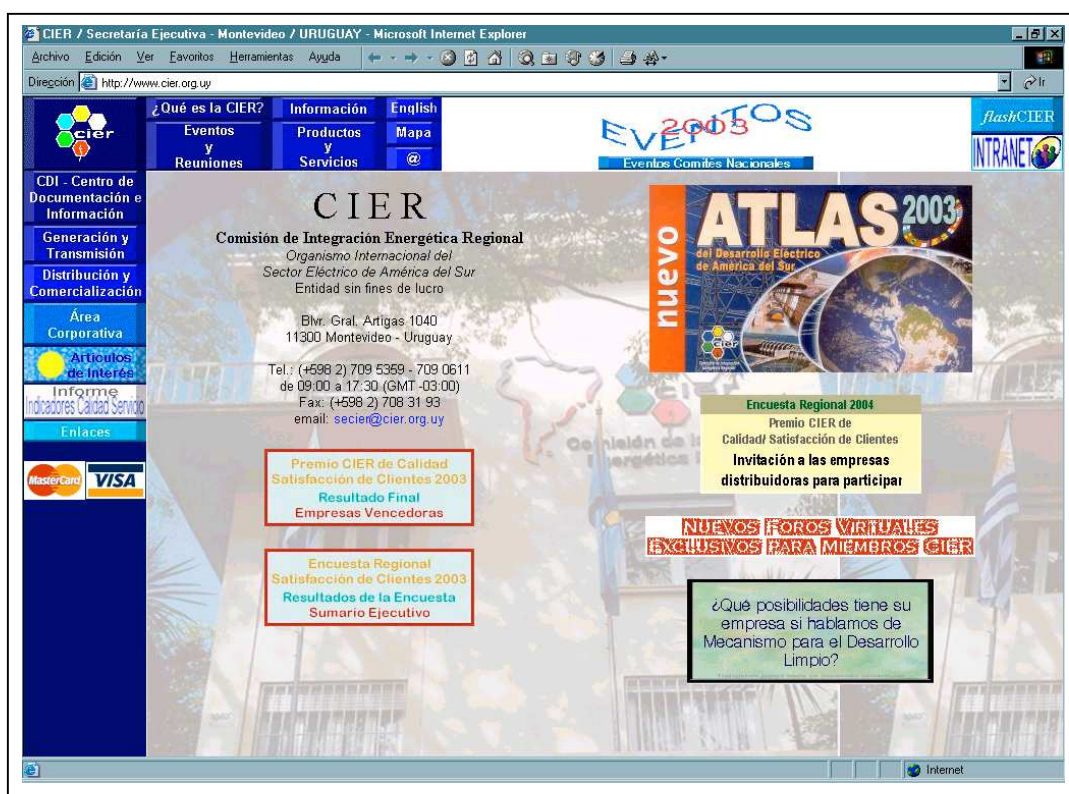 CIER / Secretaría Ejecutiva - Montevideo / URUGUAY - Microsoft Internet Explorer
Archivo Edición Ver Favoritos Herramientas Ayuda
Dirección http://www.cier.org.uy Ir
cier
¿Qué es la CIER?
Eventos
y
Reuniones
Información
Productos
y
Servicios
English
Mapa
@
EVENTOS
2003
Eventos Comités Nacionales
flashCIER
INTRANET
CDI - Centro de
Documentación e
Información
Generación y
Transmisión
Distribución y
Comercialización
Área
Corporativa
Artículos
de Interés
Informe
Indicadores Calidad Servicio
Enlaces
MasterCard VISA
CIER
Comisión de Integración Energética Regional
Organismo Internacional del
Sector Eléctrico de América del Sur
Entidad sin fines de lucro
Blvr. Gral. Artigas 1040
11300 Montevideo - Uruguay
Tel.: (+598 2) 709 5359 - 709 0611
de 09:00 a 17:30 (GMT -03:00)
Fax: (+598 2) 708 31 93
email: secier@cier.org.uy
Premio CIER de Calidad
Satisfacción de Clientes 2003
Resultado Final
Empresas Vencedoras
Encuesta Regional
Satisfacción de Clientes 2003
Resultados de la Encuesta
Sumario Ejecutivo
nuevo
ATLAS 2003
del Desarrollo Eléctrico
de América del Sur
cier
Encuesta Regional 2004
Premio CIER de
Calidad/ Satisfacción de Clientes
Invitación a las empresas
distribuidoras para participar
NUEVOS FOROS VIRTUALES
EXCLUSIVOS PARA MIEMBROS CIER
¿Qué posibilidades tiene su
empresa si hablamos de
Mecanismo para el Desarrollo
Limpio?
Comisión de
Energética
Internet